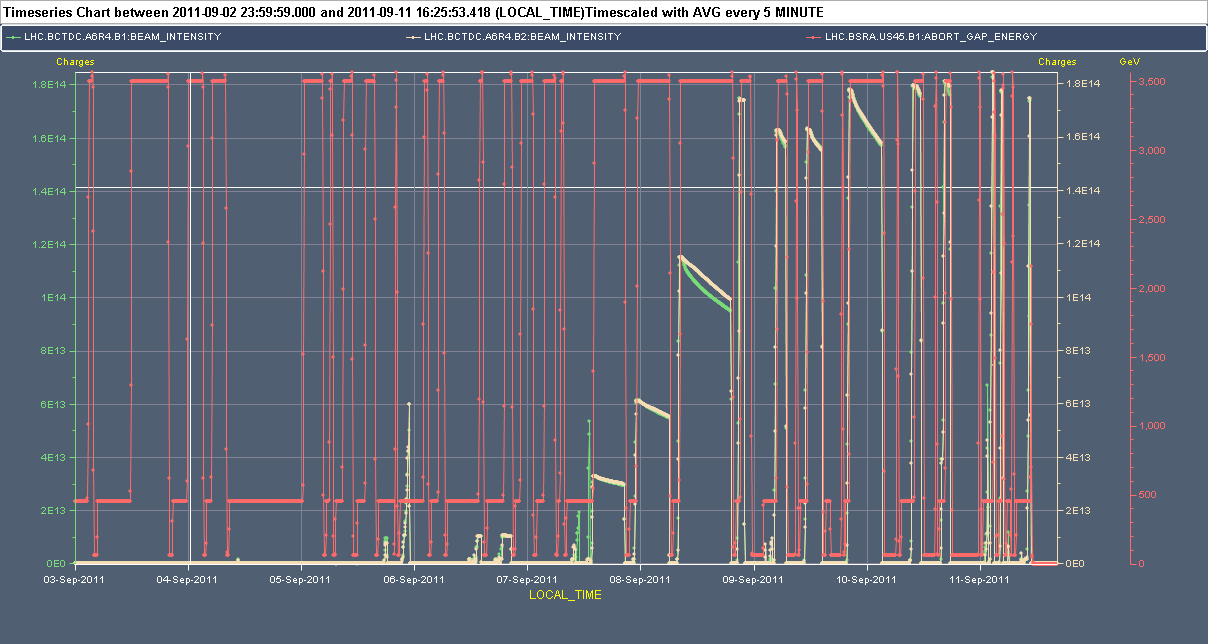 Timeseries Chart between 2011-09-02 23:59:59.000 and 2011-09-11 16:25:53.418 (LOCAL_TIME)Timescaled with AVG every 5 MINUTE
LHC.BCTDC.A6R4.B1:BEAM_INTENSITY LHC.BCTDC.A6R4.B2:BEAM_INTENSITY LHC.BSRA.US45.B1:ABORT_GAP_ENERGY
Charges Charges GeV
1.8E14 1.8E14 3,500
1.6E14 1.6E14 3,000
1.4E14 1.4E14 2,500
1.2E14 1.2E14
1E14 1E14 2,000
8E13 8E13 1,500
6E13 6E13 1,000
4E13 4E13
2E13 2E13 500
0E0 0E0 0
03-Sep-2011 04-Sep-2011 05-Sep-2011 06-Sep-2011 07-Sep-2011 08-Sep-2011 09-Sep-2011 10-Sep-2011 11-Sep-2011
LOCAL_TIME